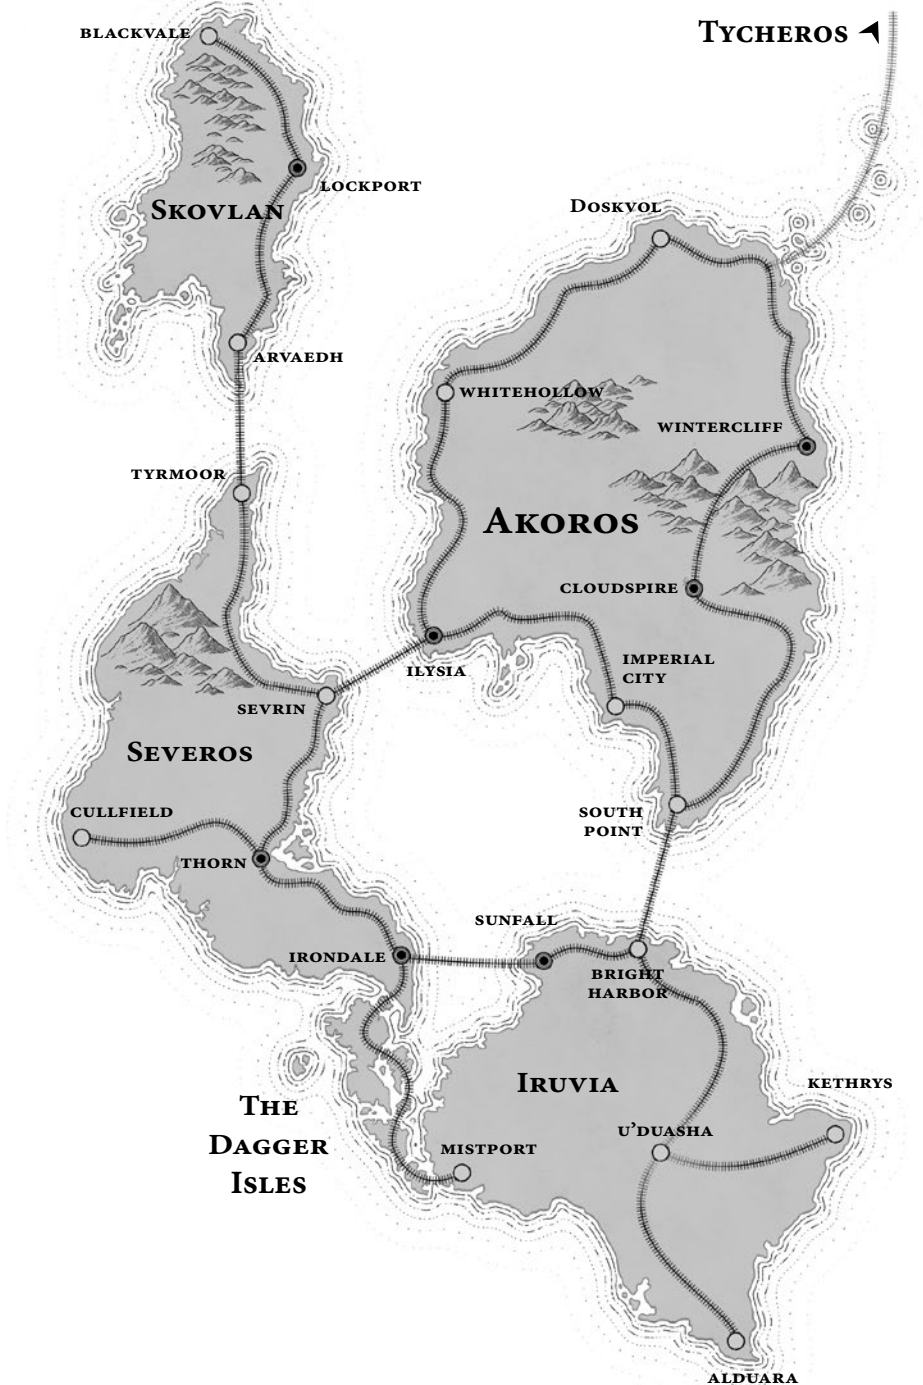 Tycheros
Blackvale
Lockport
Skovlan
Doskvol
Arvaedh
Whitehollow
Wintercliff
Tyrmoor
Akoros
Cloudspire
Ilysia
Imperial
City
Sevrin
Severos
Cullfield
South
Point
Thorn
Sunfall
Irondale
Bright
Harbor
Iruvia
Kethrys
The
Dagger
Isles
U'Duasha
Mistport
Alduara